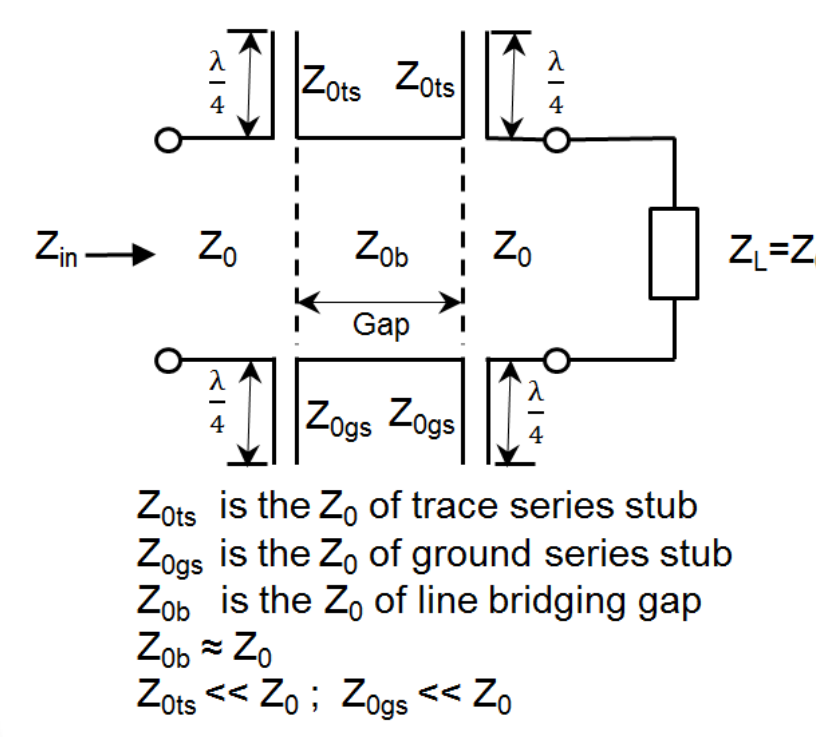 λ/4 Z0ts Z0ts λ/4
Zin Z0 Z0b Z0 ZL=Z
Gap
λ/4 Z0gs Z0gs λ/4
Z0ts is the Z0 of trace series stub
Z0gs is the Z0 of ground series stub
Z0b is the Z0 of line bridging gap
Z0b ≈ Z0
Z0ts << Z0 ; Z0gs << Z0